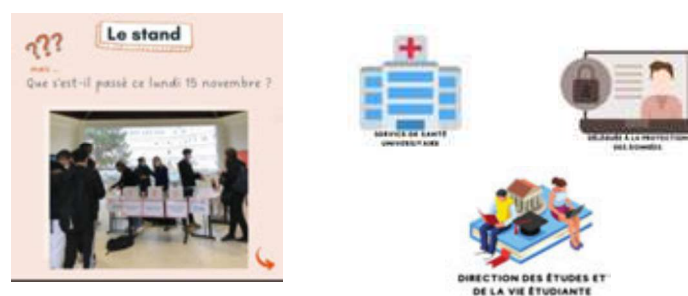 Le stand
???
mais ...
Que s'est-il passé ce lundi 15 novembre ?
SERVICE DE SANTÉ
UNIVERSITAIRE
DÉLÉGUÉE À LA PROTECTION
DES DONNÉES
DIRECTION DES ÉTUDES ET
DE LA VIE ÉTUDIANTE